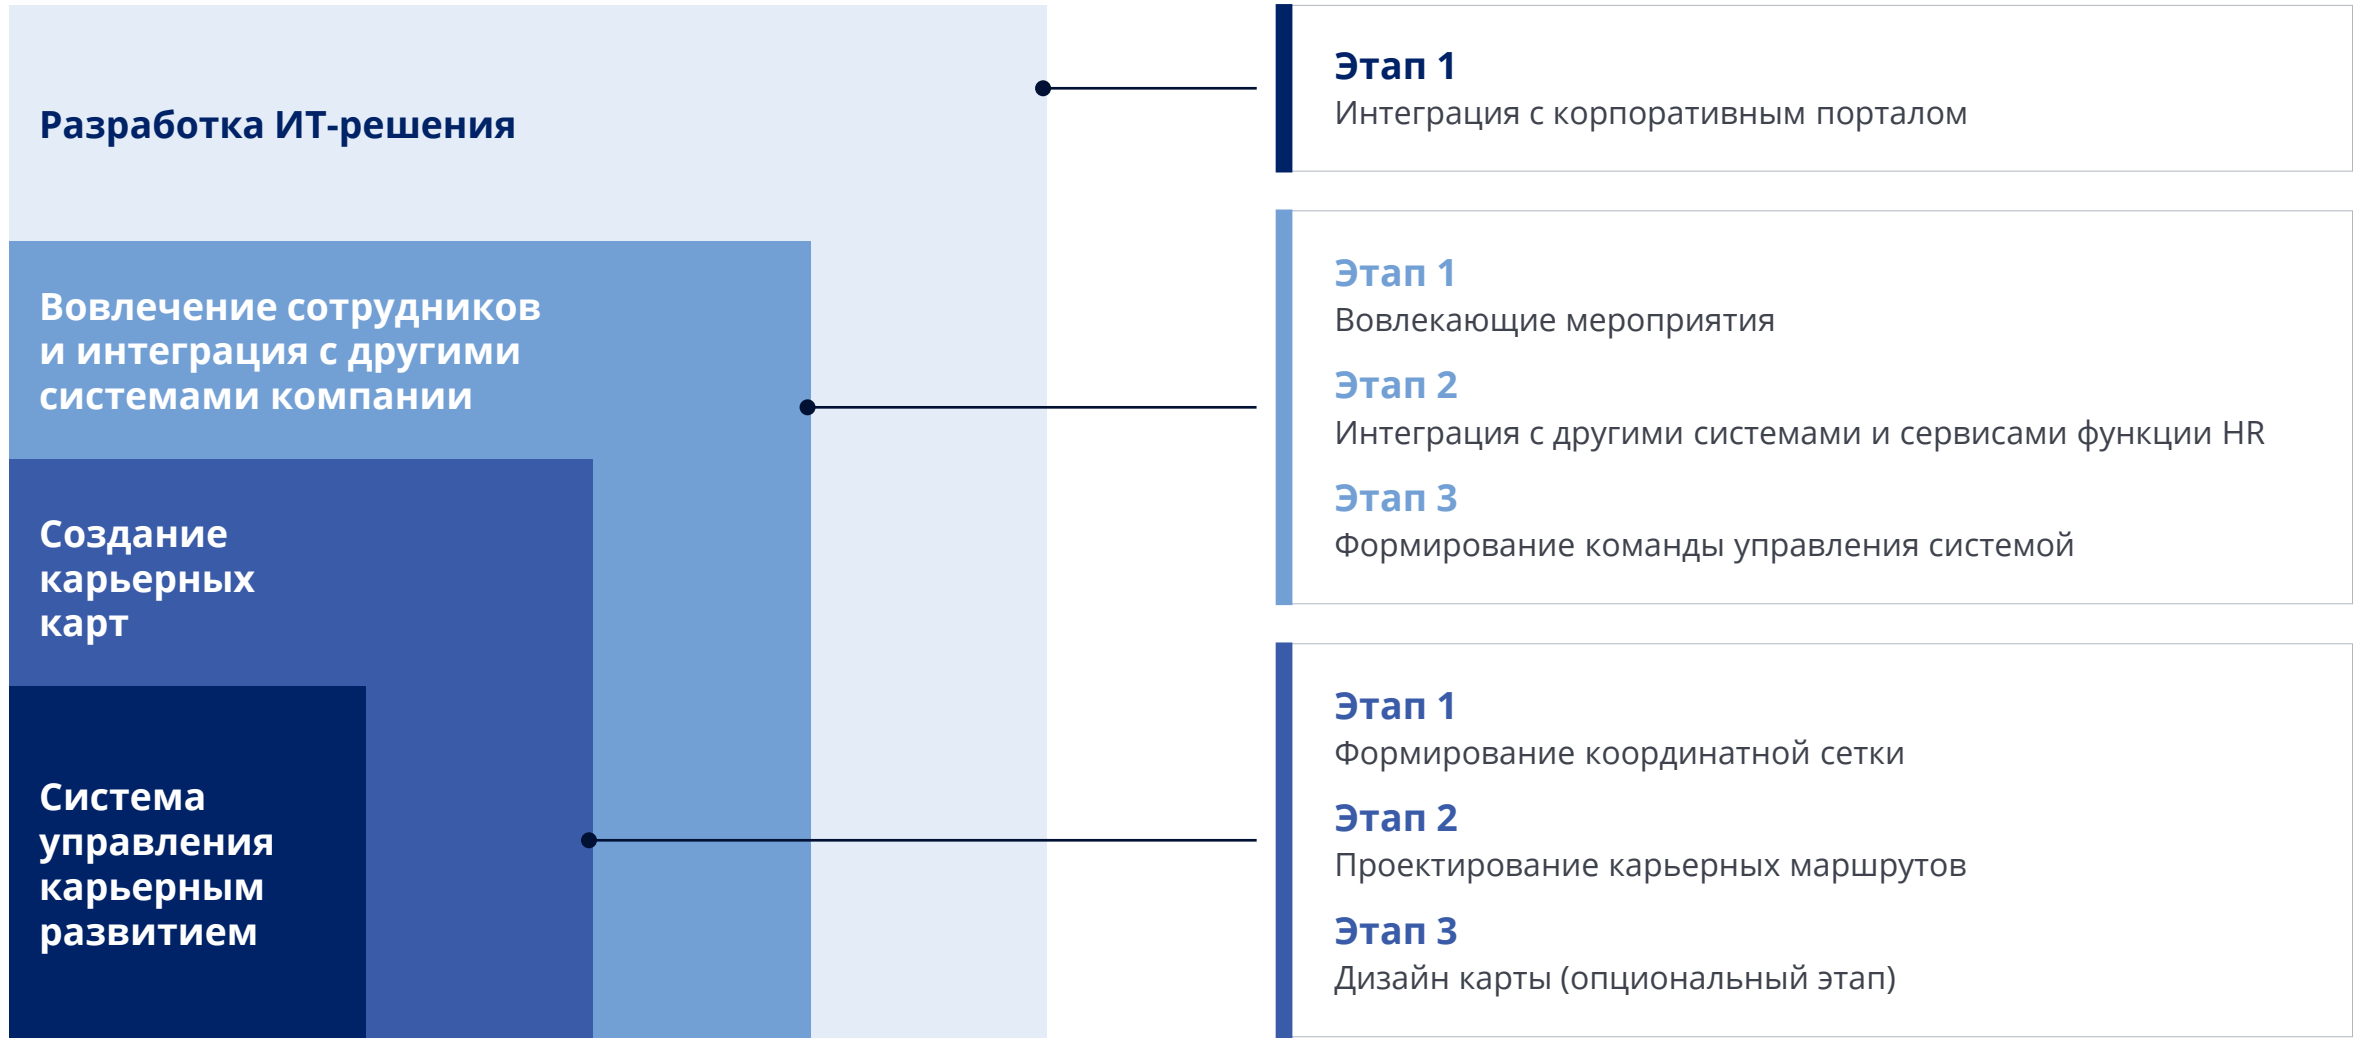 Разработка ИТ-решения
Вовлечение сотрудников
и интеграция с другими
системами компании
Создание
карьерных
карт
Система
управления
карьерным
развитием
Этап 1
Интеграция с корпоративным порталом
Этап 1
Вовлекающие мероприятия
Этап 2
Интеграция с другими системами и сервисами функции HR
Этап 3
Формирование команды управления системой
Этап 1
Формирование координатной сетки
Этап 2
Проектирование карьерных маршрутов
Этап 3
Дизайн карты (опциональный этап)